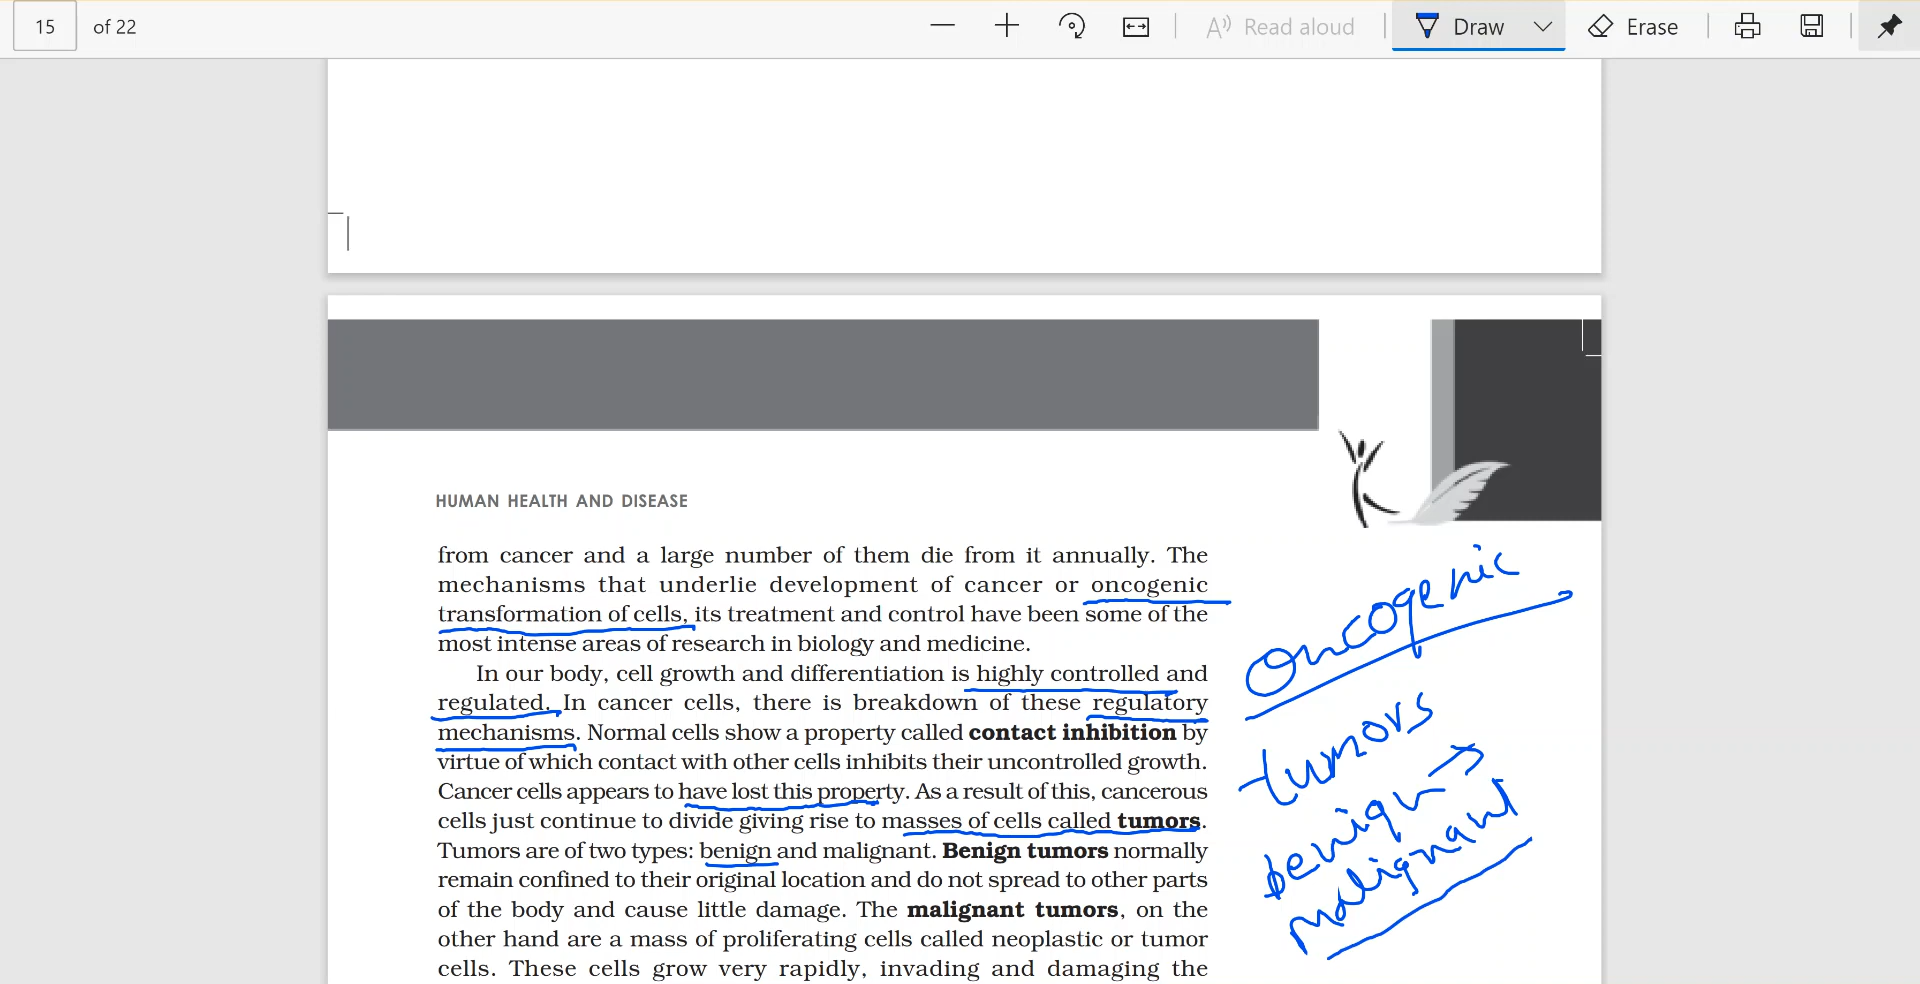 15 of 22 Read aloud Draw Erase
HUMAN HEALTH AND DISEASE
from cancer and a large number of them die from it annually. The
mechanisms that underlie development of cancer or oncogenic
transformation of cells, its treatment and control have been some of the
most intense areas of research in biology and medicine.
In our body, cell growth and differentiation is highly controlled and
regulated. In cancer cells, there is breakdown of these regulatory
mechanisms. Normal cells show a property called contact inhibition by
virtue of which contact with other cells inhibits their uncontrolled growth.
Cancer cells appears to have lost this property. As a result of this, cancerous
cells just continue to divide giving rise to masses of cells called tumors.
Tumors are of two types: benign and malignant. Benign tumors normally
remain confined to their original location and do not spread to other parts
of the body and cause little damage. The malignant tumors, on the
other hand are a mass of proliferating cells called neoplastic or tumor
cells. These cells grow very rapidly, invading and damaging the
oncogenic
tumors
benign
malignant